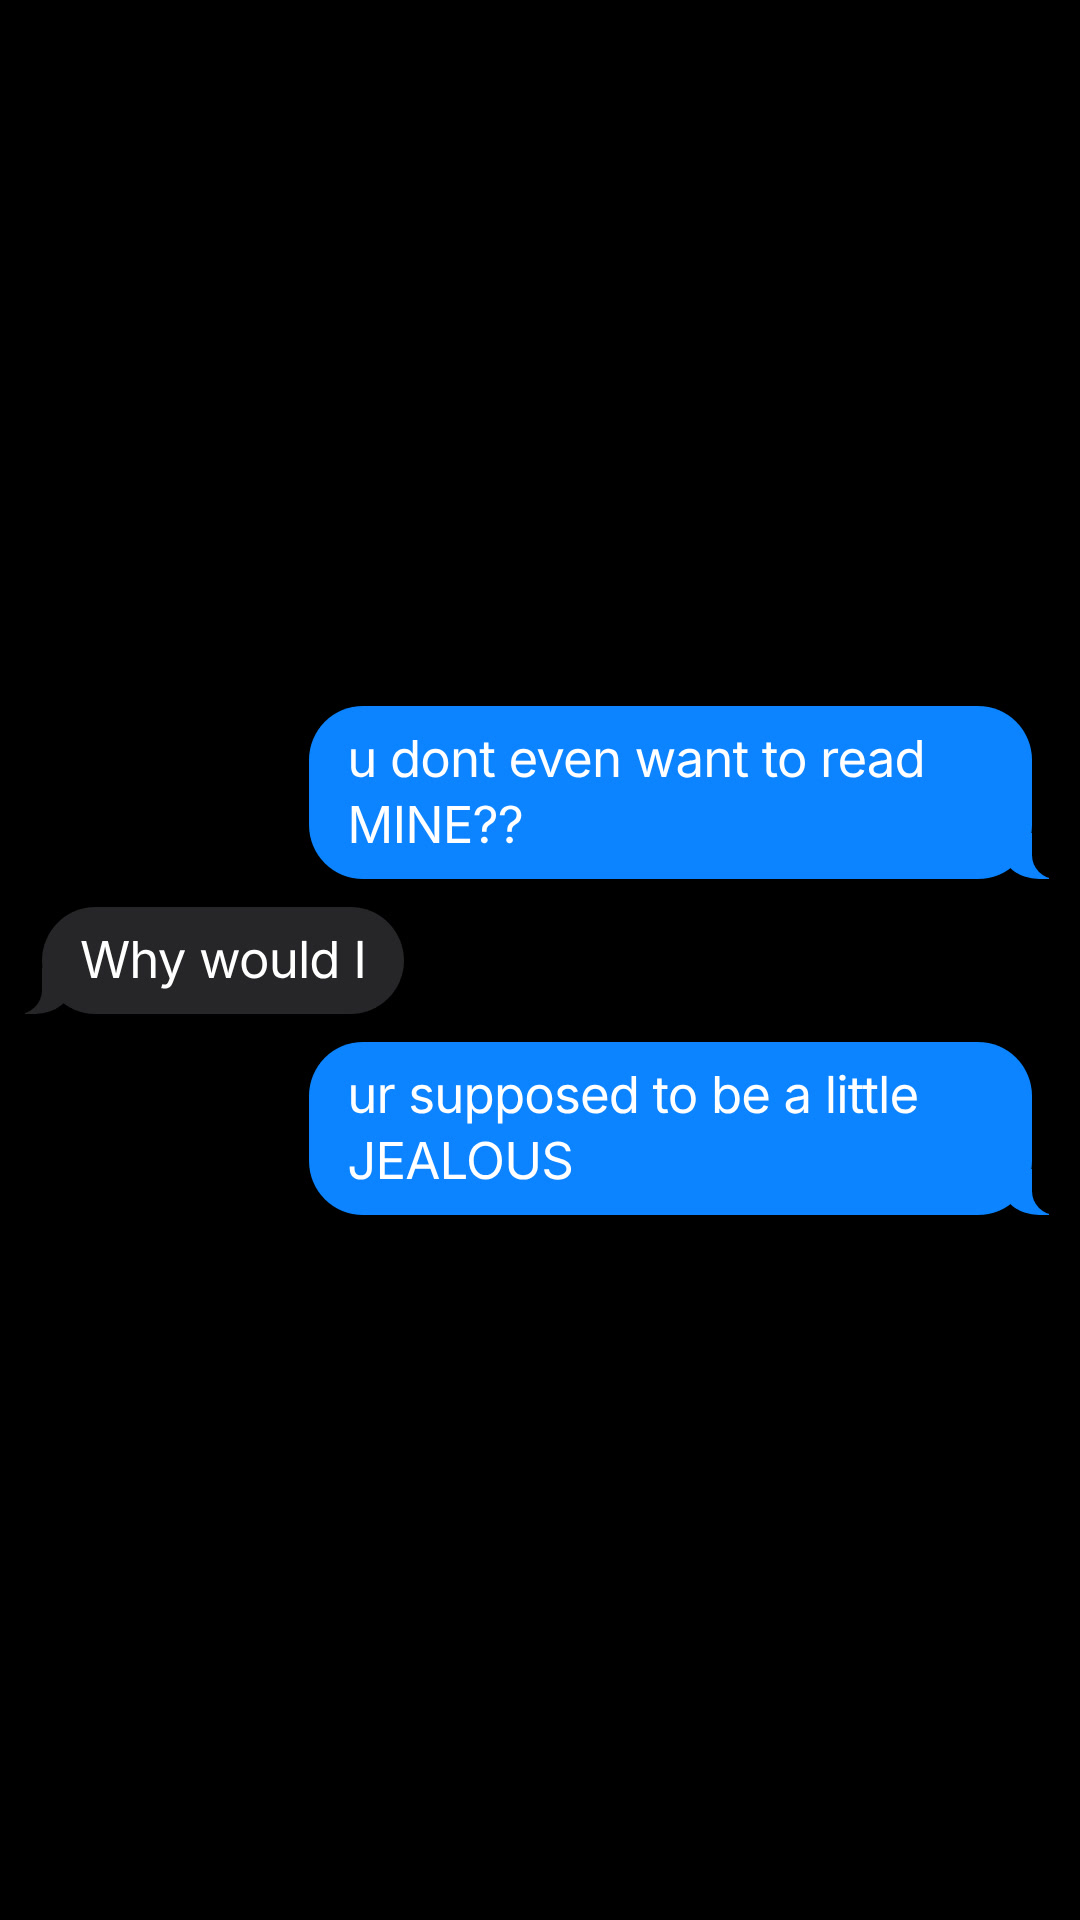 u dont even want to read
MINE??
Why would I
ur supposed to be a little
JEALOUS